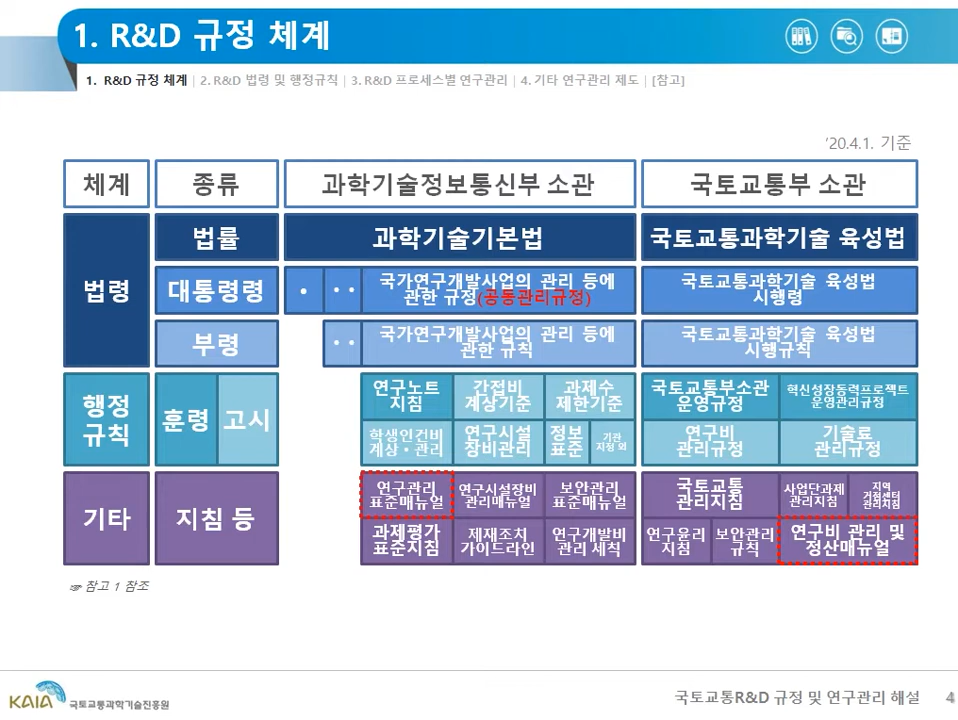 1. R&D 규정 체계
1. R&D 규정 체계 | 2. R&D 법령 및 행정규칙 | 3. R&D 프로세스별 연구관리 | 4. 기타 연구관리 제도 | [참고]
'20.4.1. 기준
체계
종류
과학기술정보통신부 소관
국토교통부 소관
법령
법률
과학기술기본법
국토교통과학기술 육성법
대통령령
•
• •
국가연구개발사업의 관리 등에
관한 규정(공동관리규정)
국토교통과학기술 육성법
시행령
부령
• •
국가연구개발사업의 관리 등에
관한 규칙
국토교통과학기술 육성법
시행규칙
행정
규칙
훈령
고시
연구노트
지침
간접비
계상기준
과제수
제한기준
국토교통부소관
운영규정
혁신성장동력프로젝트
운영관리규정
학생인건비
계상・관리
연구시설
장비관리
정보
표준
기관
지정 외
연구비
관리규정
기술료
관리규정
기타
지침 등
연구관리
표준매뉴얼
연구시설장비
관리매뉴얼
보안관리
표준매뉴얼
국토교통
관리지침
사업단과제
관리지침
지역
과제평가
표준지침
제재조치
가이드라인
연구개발비
관리 세칙
연구윤리
지침
보안관리
규칙
연구비 관리 및
정산매뉴얼
☞ 참고 1 참조
KAIA 국토교통과학기술진흥원
국토교통R&D 규정 및 연구관리 해설 4